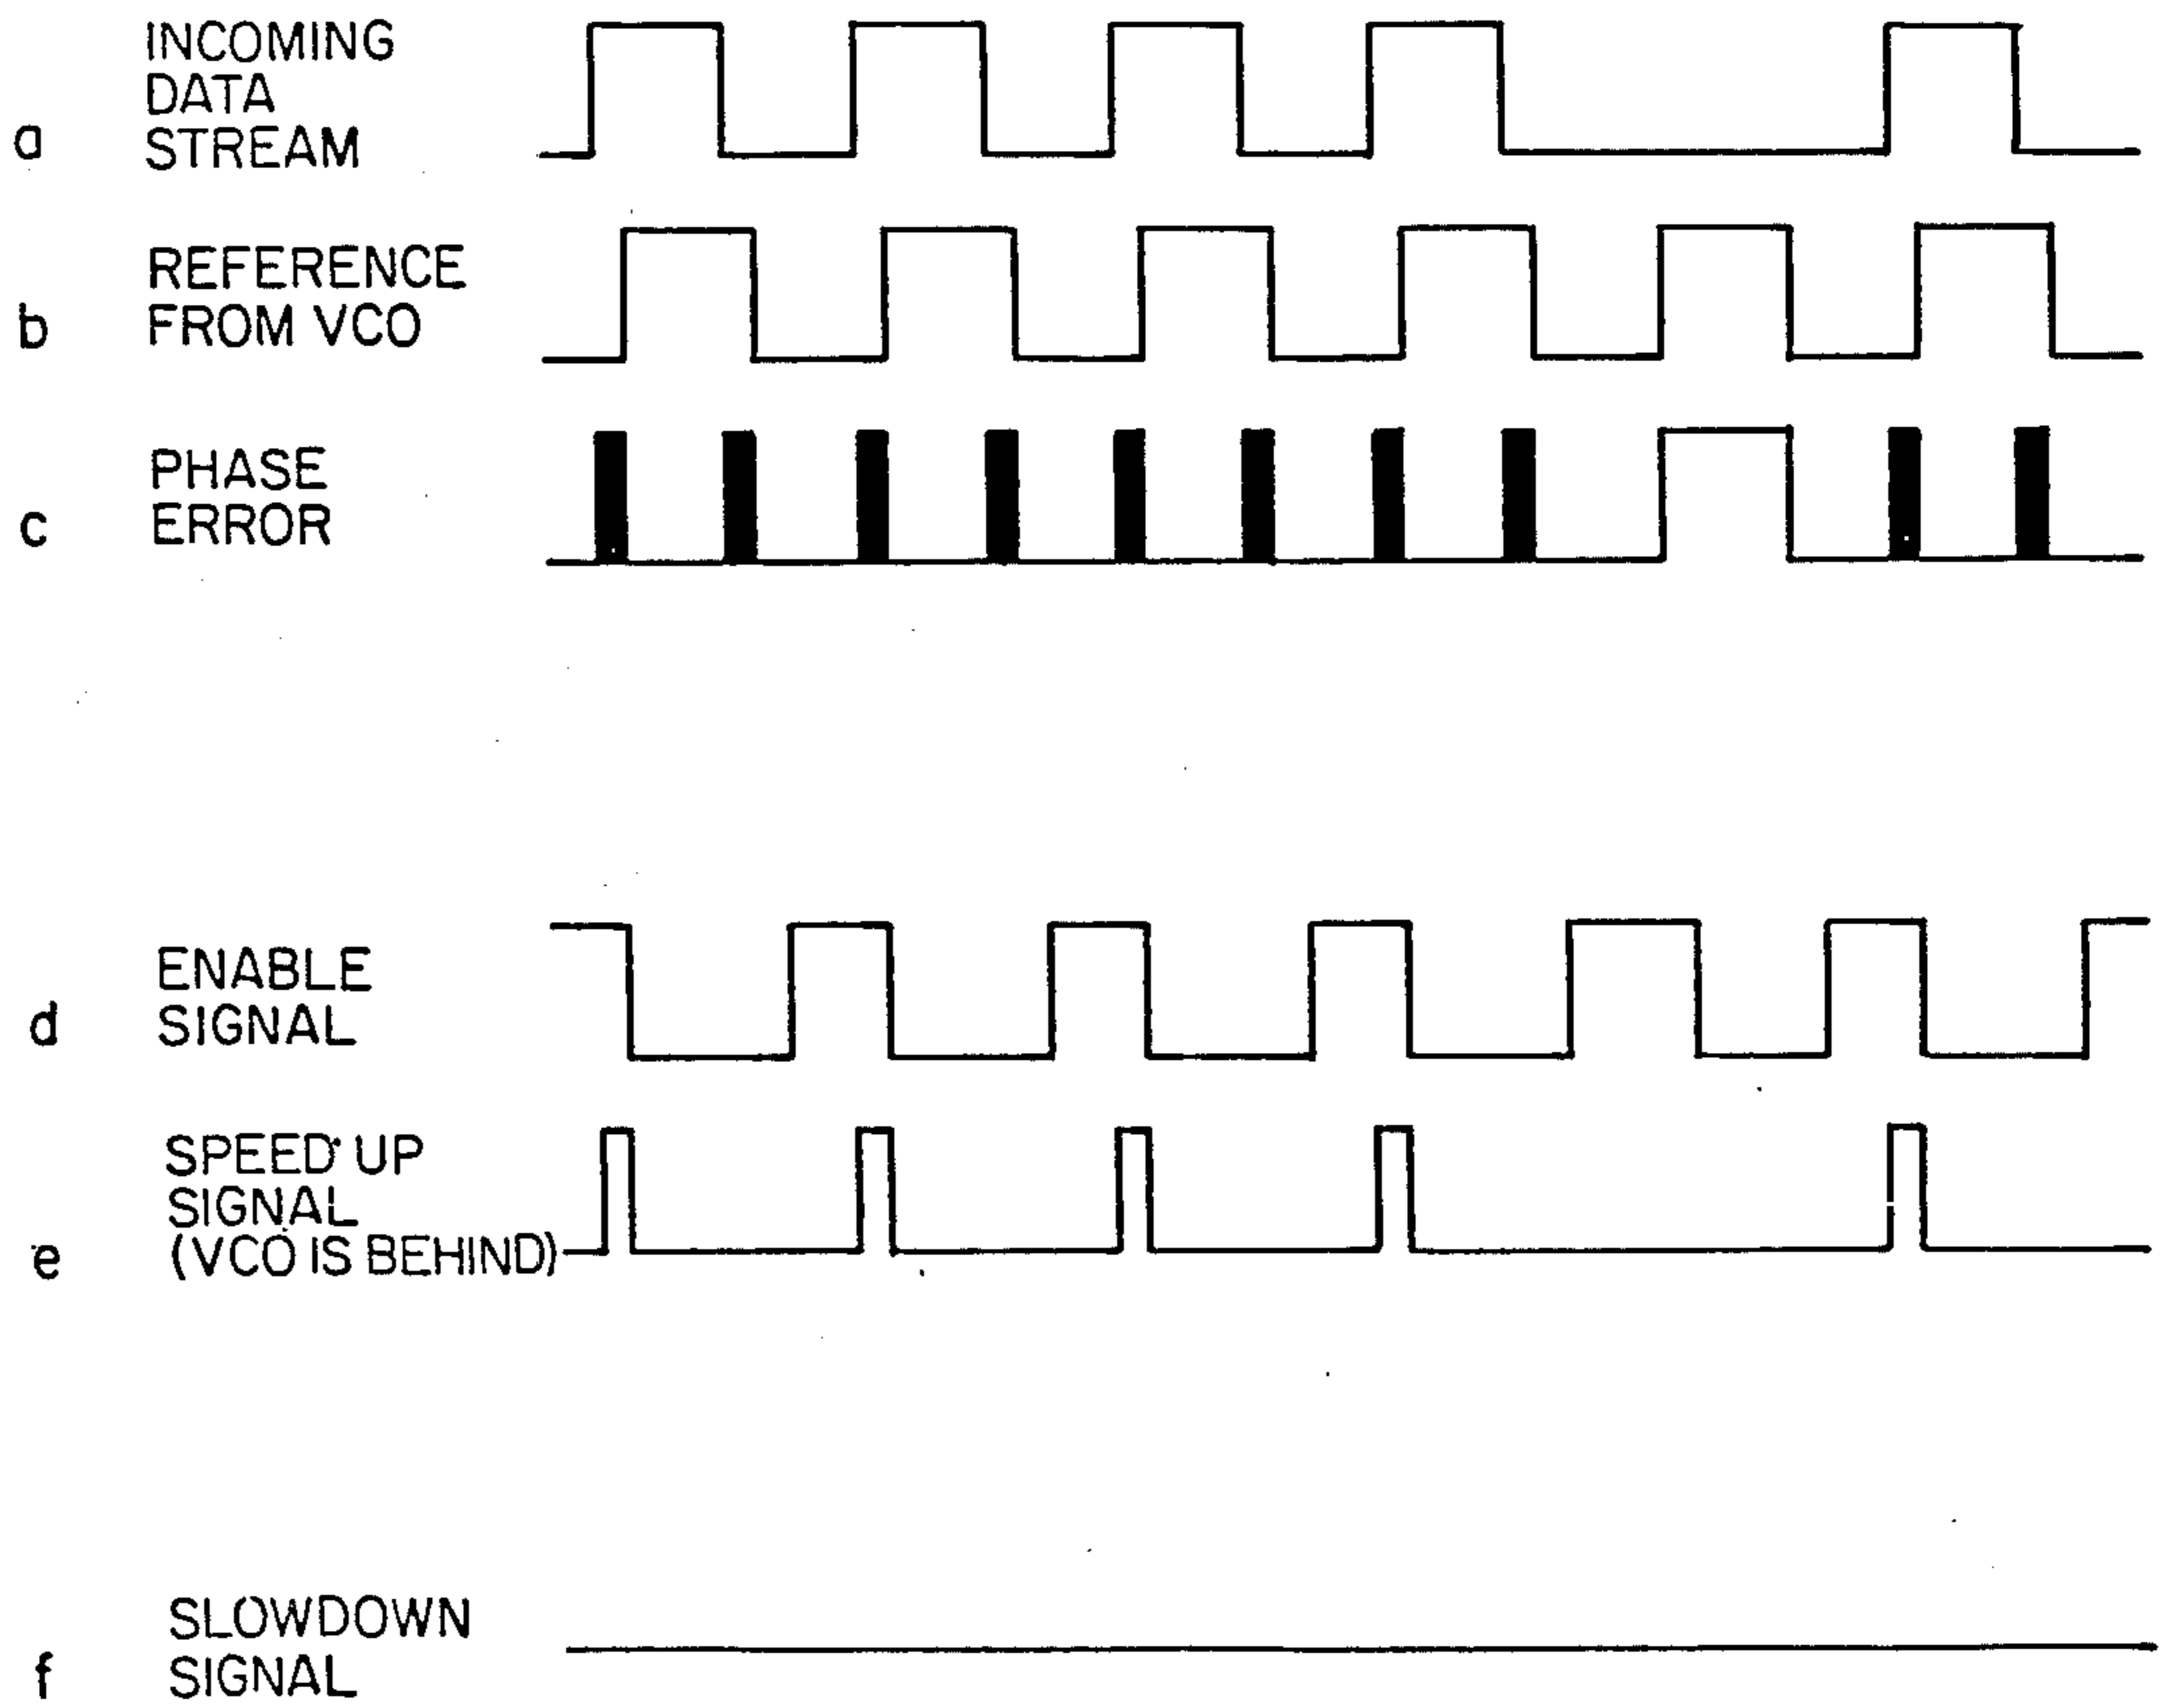 INCOMING
DATA
a STREAM
REFERENCE
b FROM VCO
PHASE
c ERROR
ENABLE
d SIGNAL
SPEED UP
SIGNAL
e (VCO IS BEHIND)
SLOWDOWN
f SIGNAL